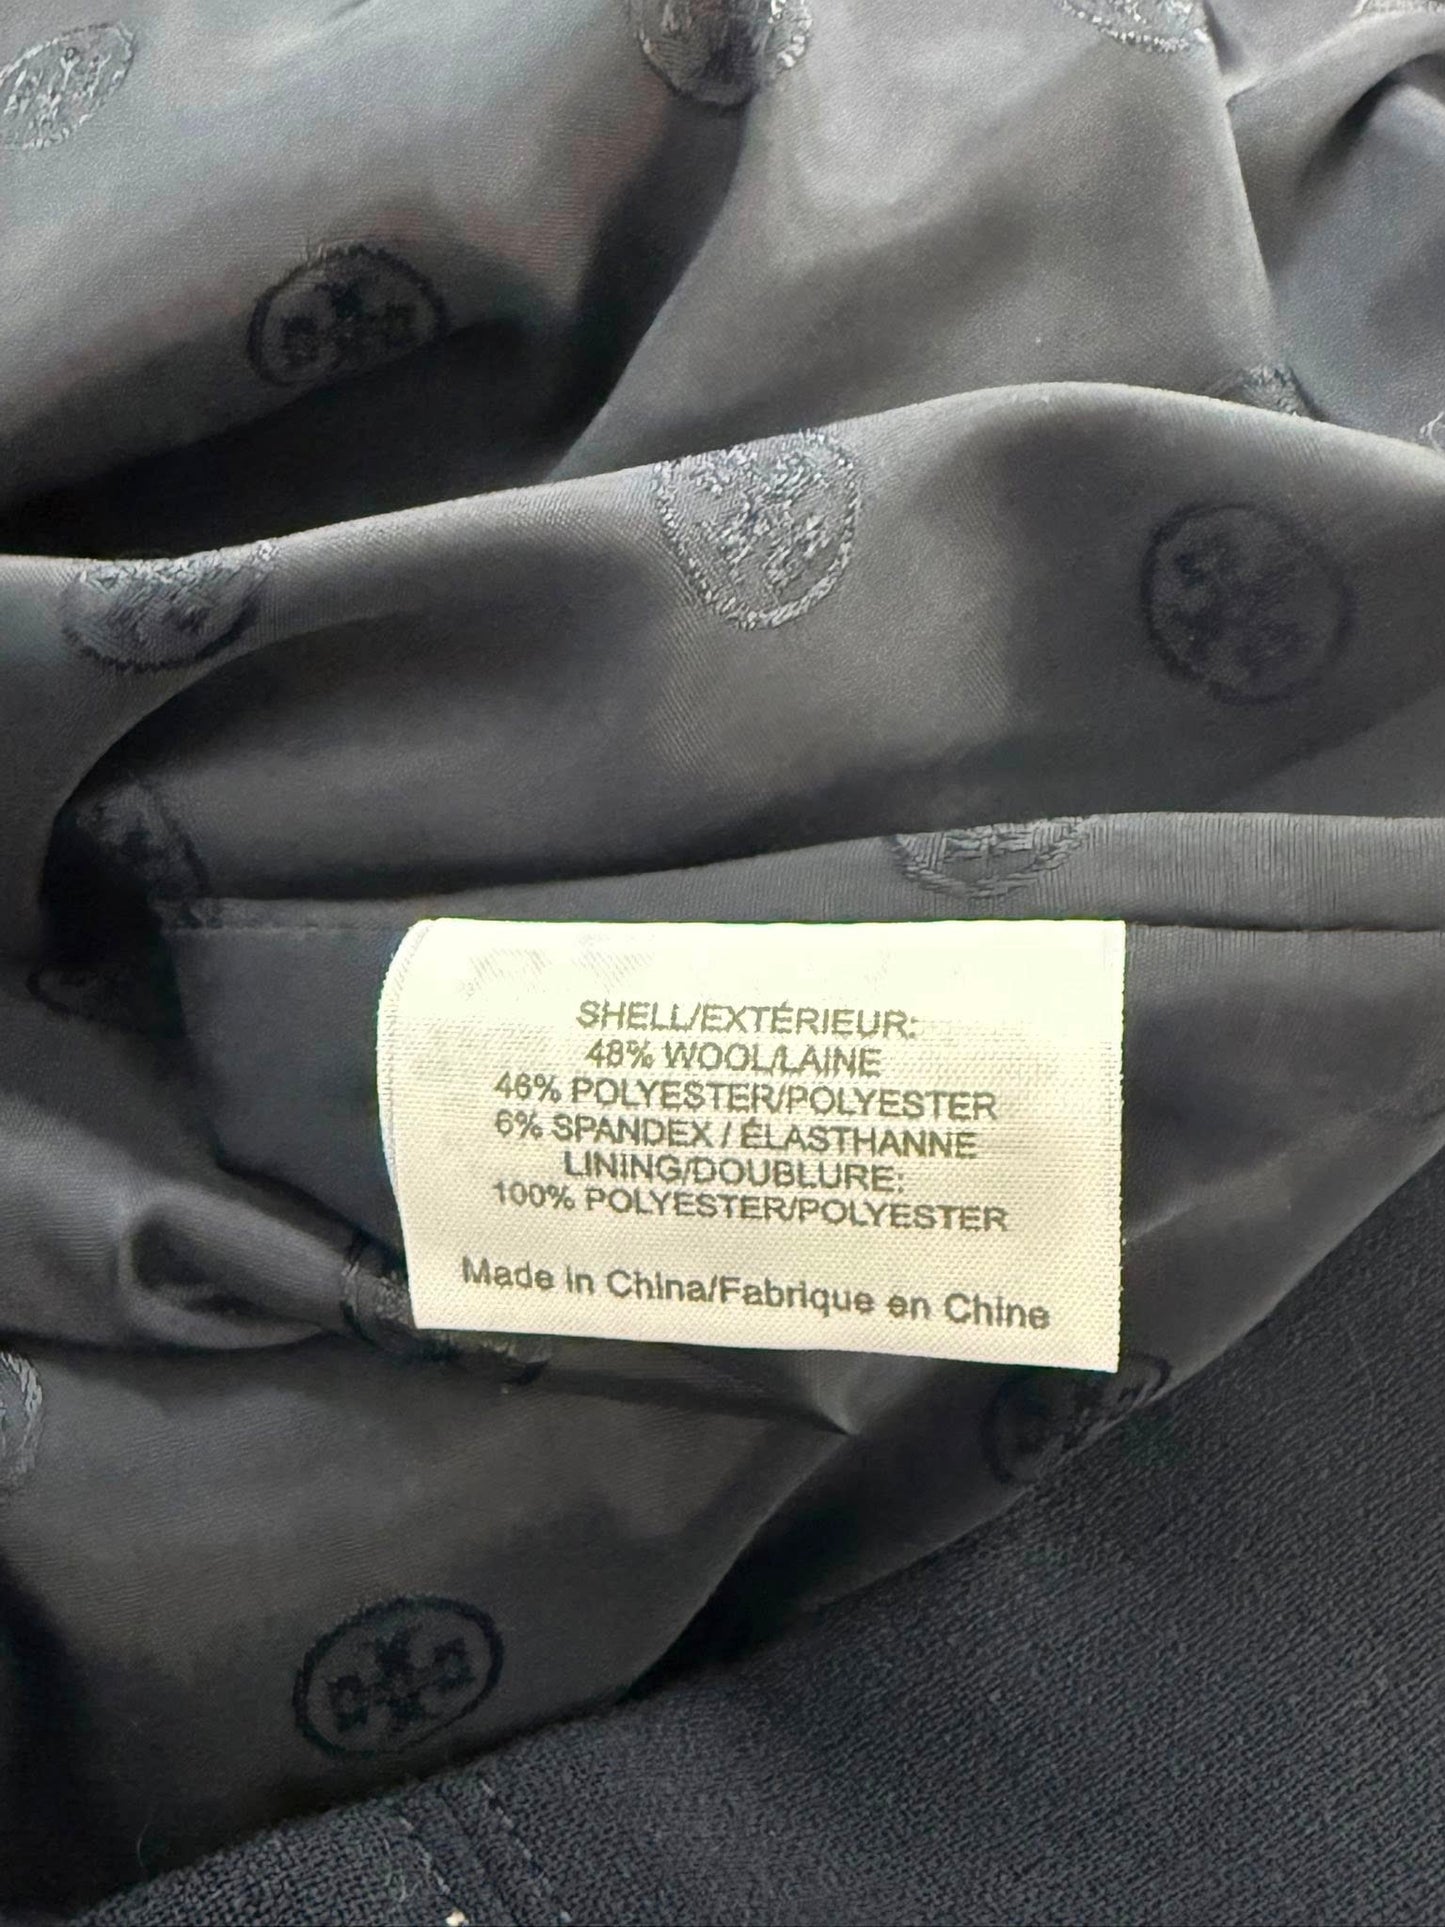 SHELL/EXTÉRIEUR:
48% WOOL/LAINE
46% POLYESTER/POLYESTER
6% SPANDEX / ÉLASTHANNE
LINING/DOUBLURE:
100% POLYESTER/POLYESTER
Made in China/Fabrique en Chine